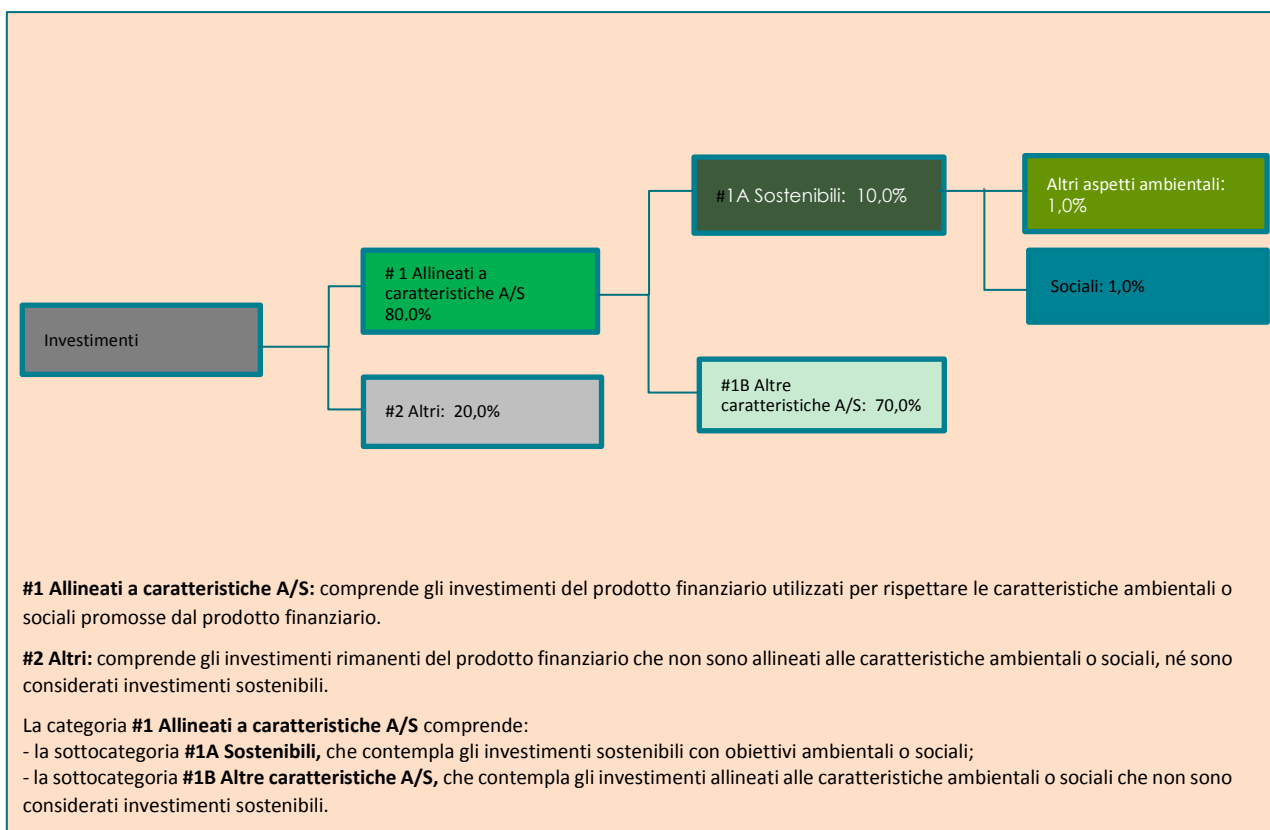 #1A Sostenibili: 10,0%
Altri aspetti ambientali:
1,0%
# 1 Allineati a
caratteristiche A/S
80,0%
Sociali: 1,0%
Investimenti
#2 Altri: 20,0%
#1B Altre
caratteristiche A/S: 70,0%
#1 Allineati a caratteristiche A/S: comprende gli investimenti del prodotto finanziario utilizzati per rispettare le caratteristiche ambientali o
sociali promosse dal prodotto finanziario.
#2 Altri: comprende gli investimenti rimanenti del prodotto finanziario che non sono allineati alle caratteristiche ambientali o sociali, né sono
considerati investimenti sostenibili.
La categoria #1 Allineati a caratteristiche A/S comprende:
- la sottocategoria #1A Sostenibili, che contempla gli investimenti sostenibili con obiettivi ambientali o sociali;
- la sottocategoria #1B Altre caratteristiche A/S, che contempla gli investimenti allineati alle caratteristiche ambientali o sociali che non sono
considerati investimenti sostenibili.